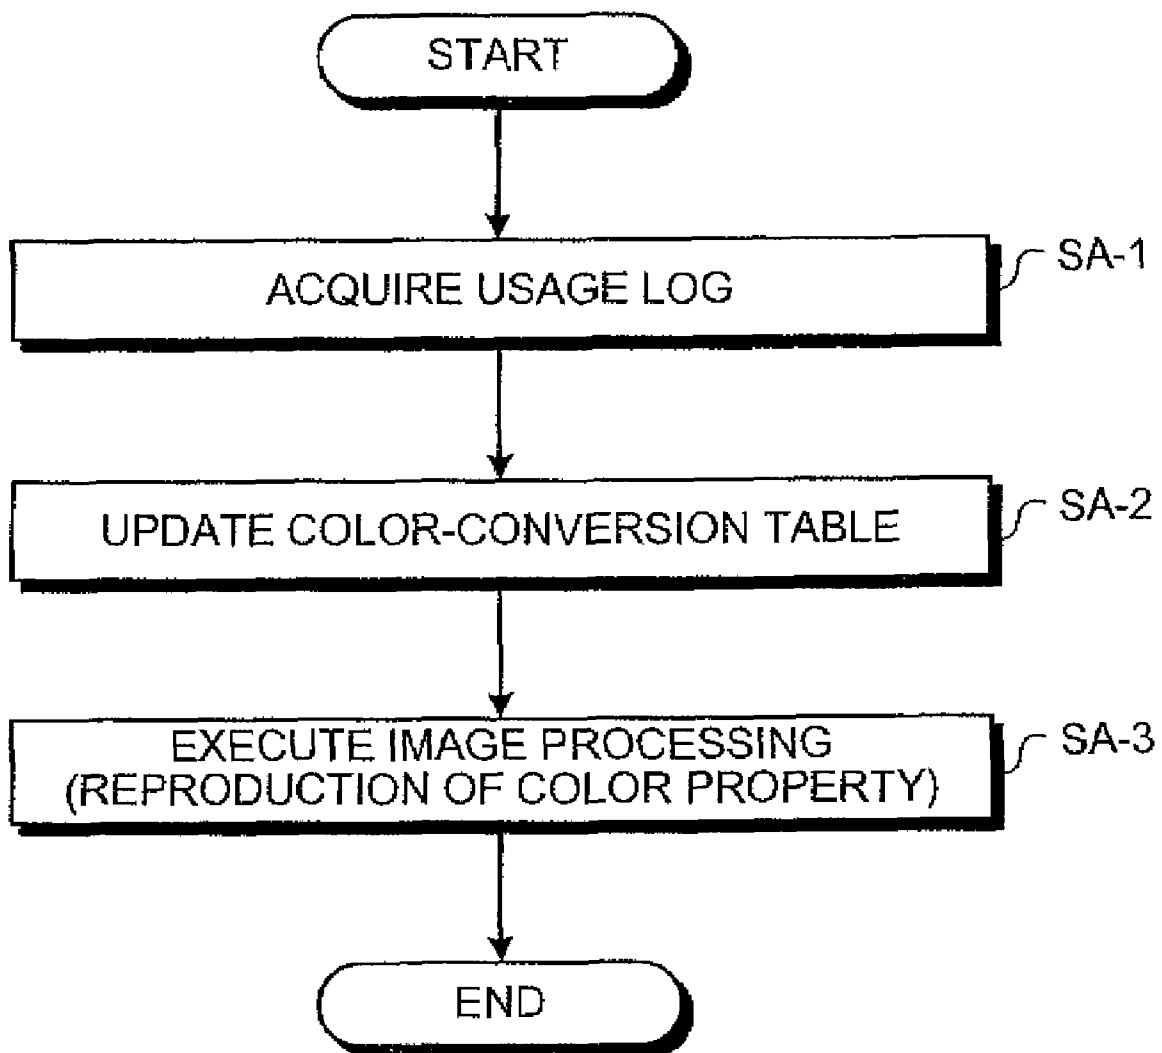 START
ACQUIRE USAGE LOG
SA-1
UPDATE COLOR-CONVERSION TABLE
SA-2
EXECUTE IMAGE PROCESSING
(REPRODUCTION OF COLOR PROPERTY)
SA-3
END